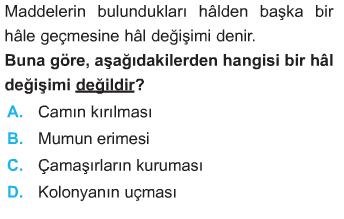 Maddelerin bulundukları hâlden başka bir
hâle geçmesine hâl değişimi denir.
Buna göre, aşağıdakilerden hangisi bir hâl
değişimi değildir?
A. Camın kırılması
B. Mumun erimesi
C. Çamaşırların kuruması
D. Kolonyanın uçması